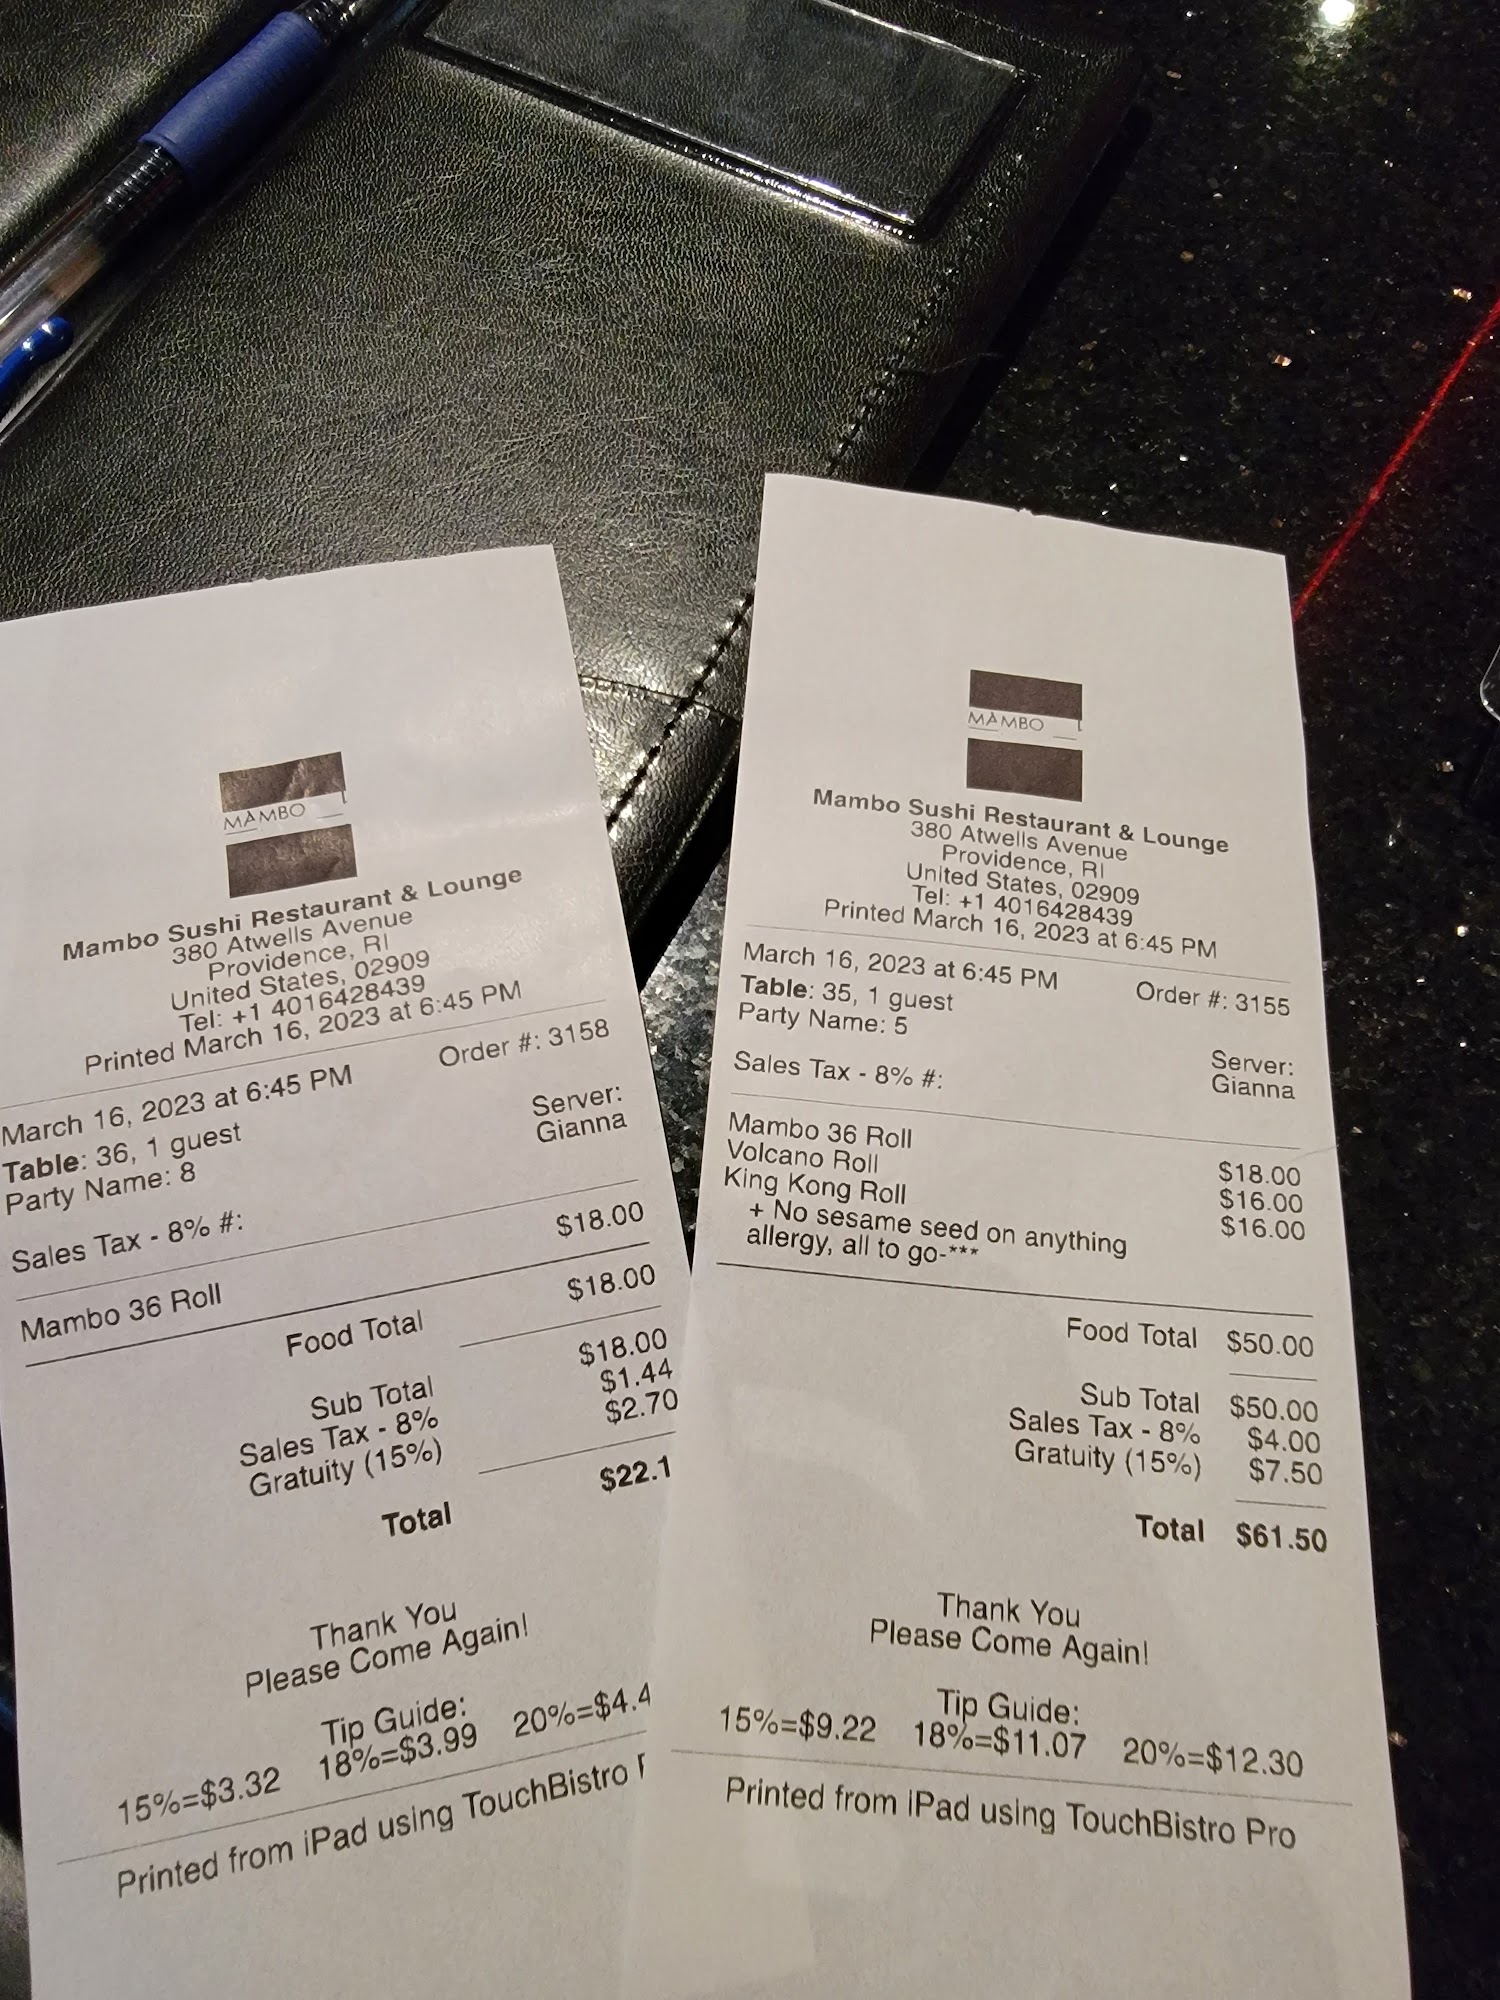 MAMBO
Mambo Sushi Restaurant & Lounge
380 Atwells Avenue
Providence, RI
United States, 02909
Tel: +1 4016428439
Printed March 16, 2023 at 6:45 PM
March 16, 2023 at 6:45 PM Order #: 3158
Table: 36, 1 guest
Party Name: 8
Server:
Gianna
Sales Tax - 8% #:
Mambo 36 Roll $18.00
Food Total $18.00
Sub Total $18.00
Sales Tax - 8% $1.44
Gratuity (15%) $2.70
Total $22.1
Thank You
Please Come Again!
Tip Guide:
15%=$3.32 18%=$3.99 20%=$4.4
Printed from iPad using TouchBistro
MAMBO
Mambo Sushi Restaurant & Lounge
380 Atwells Avenue
Providence, RI
United States, 02909
Tel: +1 4016428439
Printed March 16, 2023 at 6:45 PM
March 16, 2023 at 6:45 PM Order #: 3155
Table: 35, 1 guest
Party Name: 5
Server:
Gianna
Sales Tax - 8% #:
Mambo 36 Roll $18.00
Volcano Roll $16.00
King Kong Roll $16.00
+ No sesame seed on anything
allergy, all to go-***
Food Total $50.00
Sub Total $50.00
Sales Tax - 8% $4.00
Gratuity (15%) $7.50
Total $61.50
Thank You
Please Come Again!
Tip Guide:
15%=$9.22 18%=$11.07 20%=$12.30
Printed from iPad using TouchBistro Pro